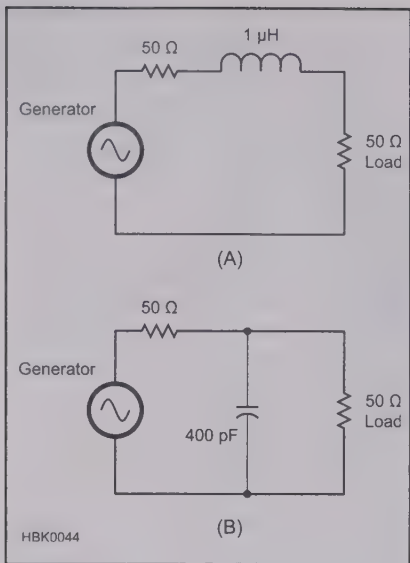 50 Ω
1 μH
Generator
50 Ω
Load
(A)
50 Ω
Generator
400 pF
50 Ω
Load
(B)
HBK0044